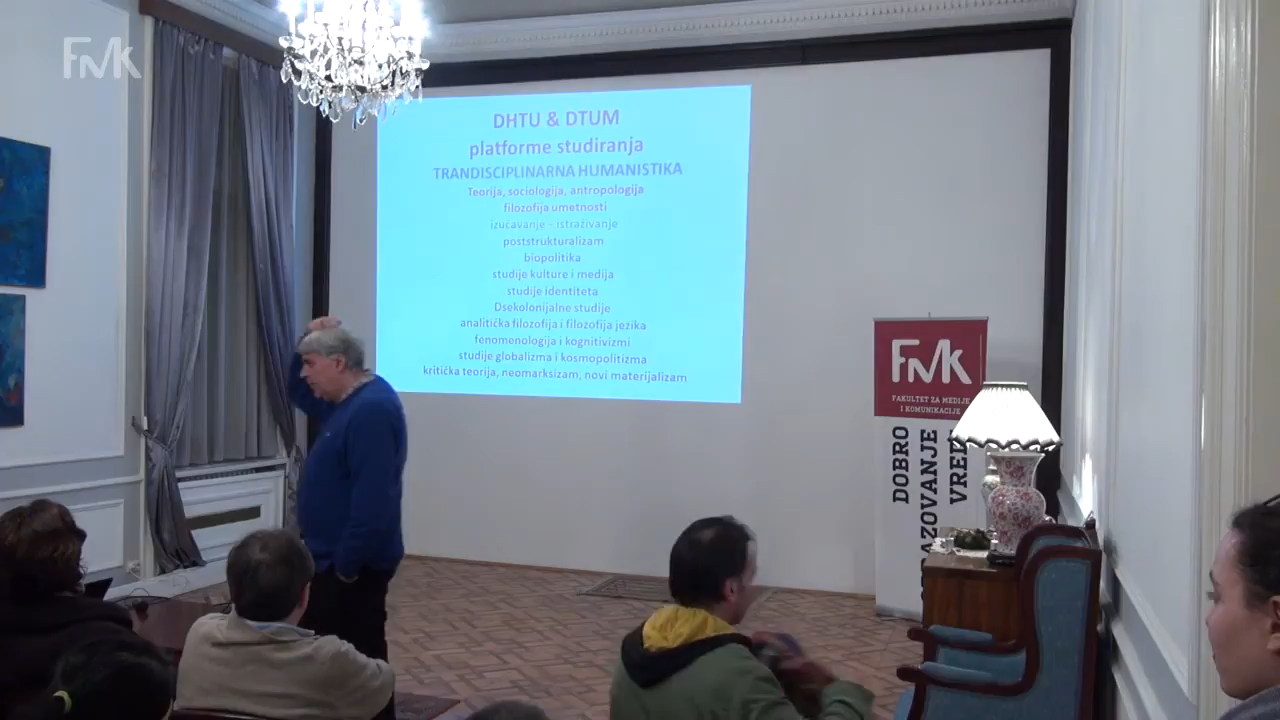 FMK
DHTU & DTUM
platforme studiranja
TRANDISCIPLINARNA HUMANISTIKA
Teorija, sociologija, antropologija
filozofija umetnosti
izučavanje – istraživanje
poststrukturalizam
biopolitika
studije kulture i medija
studije identiteta
Dsekolonijalne studije
analitička filozofija i filozofija jezika
fenomenologija i kognitivizmi
studije globalizma i kosmopolitizma
kritička teorija, neomarksizam, novi materijalizam
FMK
FAKULTET ZA MEDIJE
I KOMUNIKACIJE
DOBRO